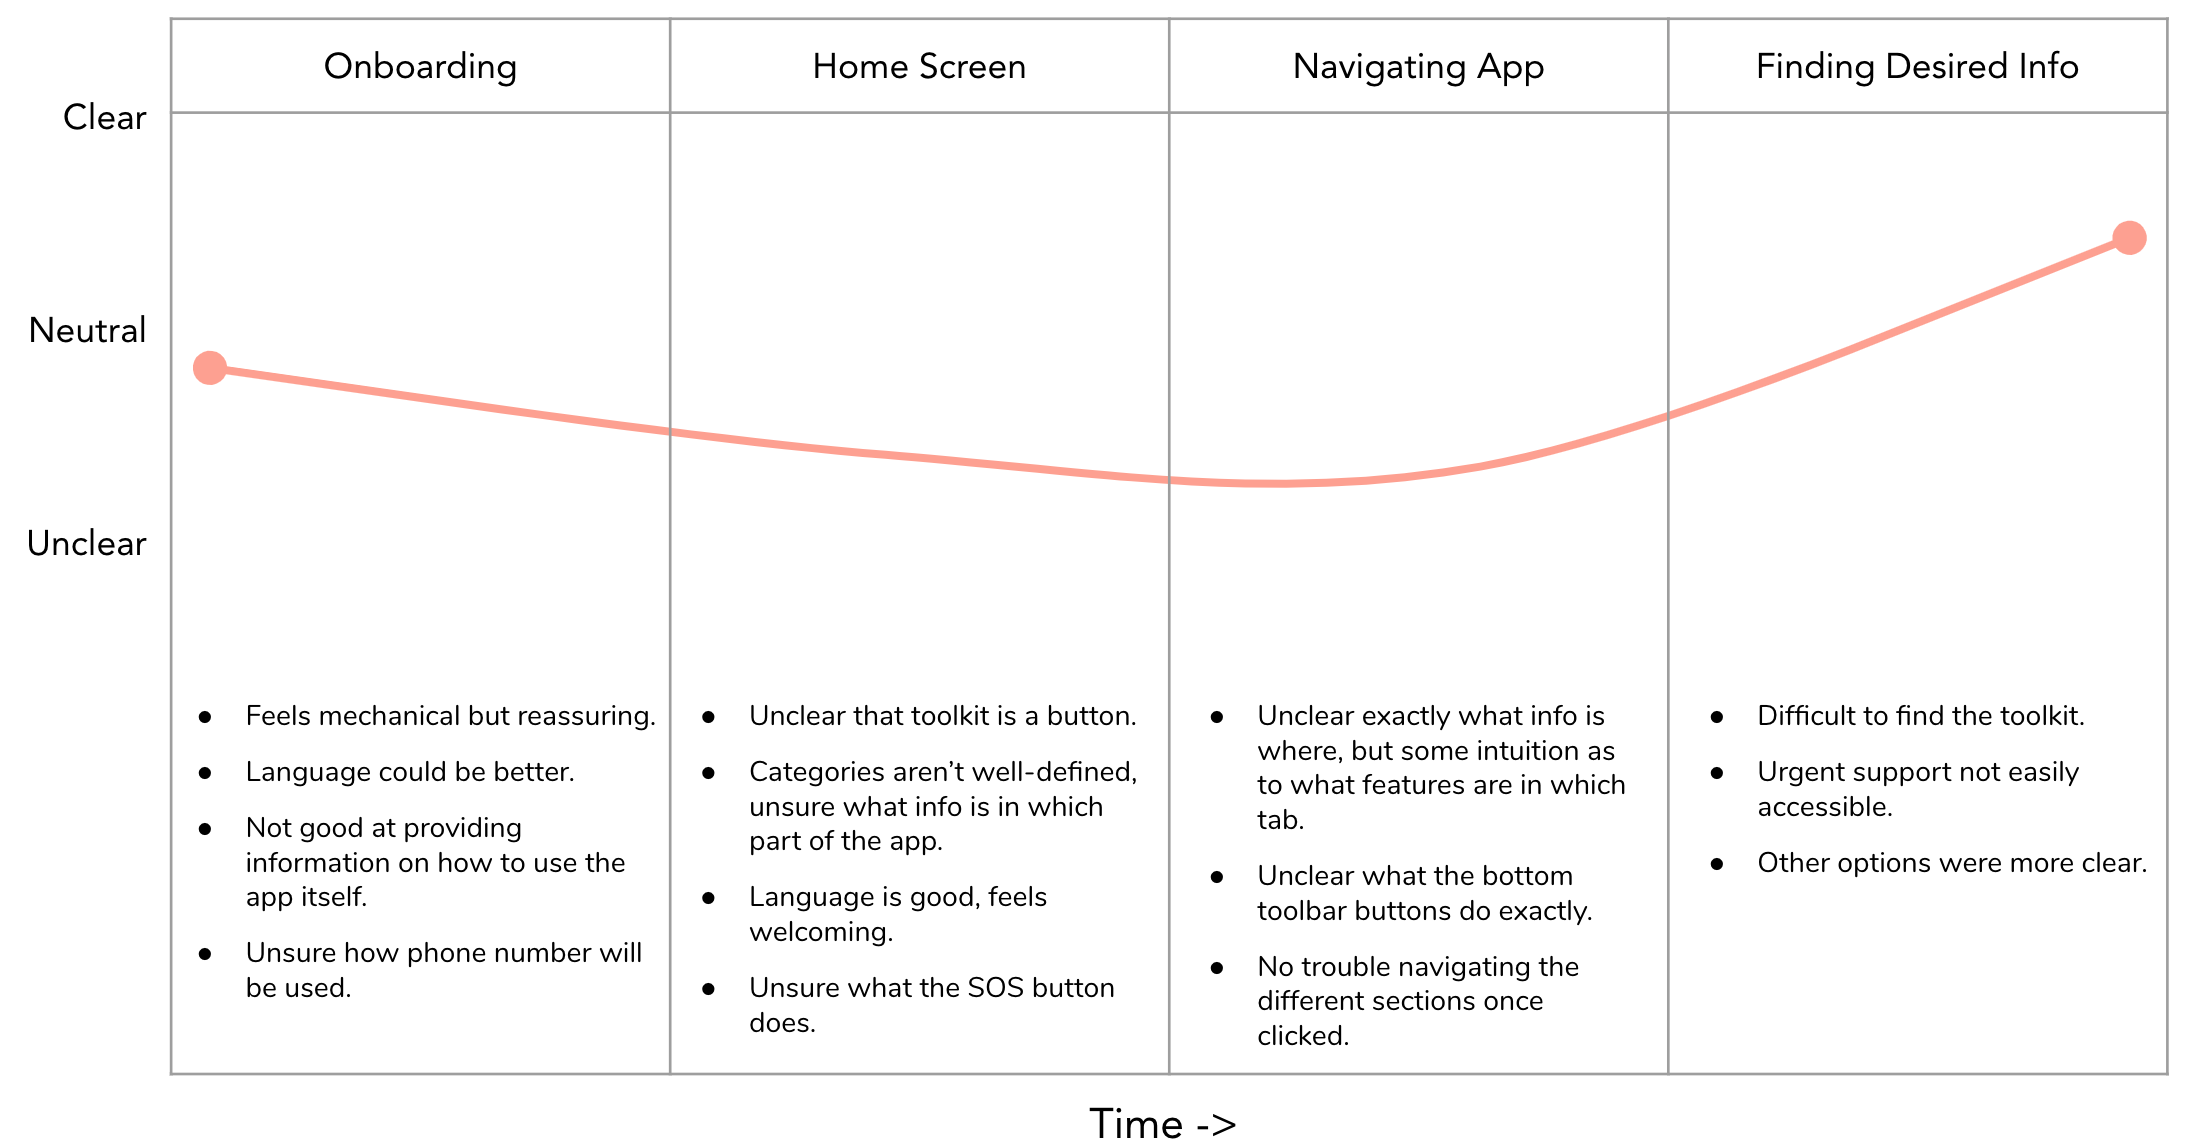 Onboarding
Home Screen
Navigating App
Finding Desired Info
Clear
Neutral
Unclear
● Feels mechanical but reassuring.
● Language could be better.
● Not good at providing
information on how to use the
app itself.
● Unsure how phone number will
be used.
● Unclear that toolkit is a button.
● Categories aren’t well-defined,
unsure what info is in which
part of the app.
● Language is good, feels
welcoming.
● Unsure what the SOS button
does.
● Unclear exactly what info is
where, but some intuition as
to what features are in which
tab.
● Unclear what the bottom
toolbar buttons do exactly.
● No trouble navigating the
different sections once
clicked.
● Difficult to find the toolkit.
● Urgent support not easily
accessible.
● Other options were more clear.
Time ->